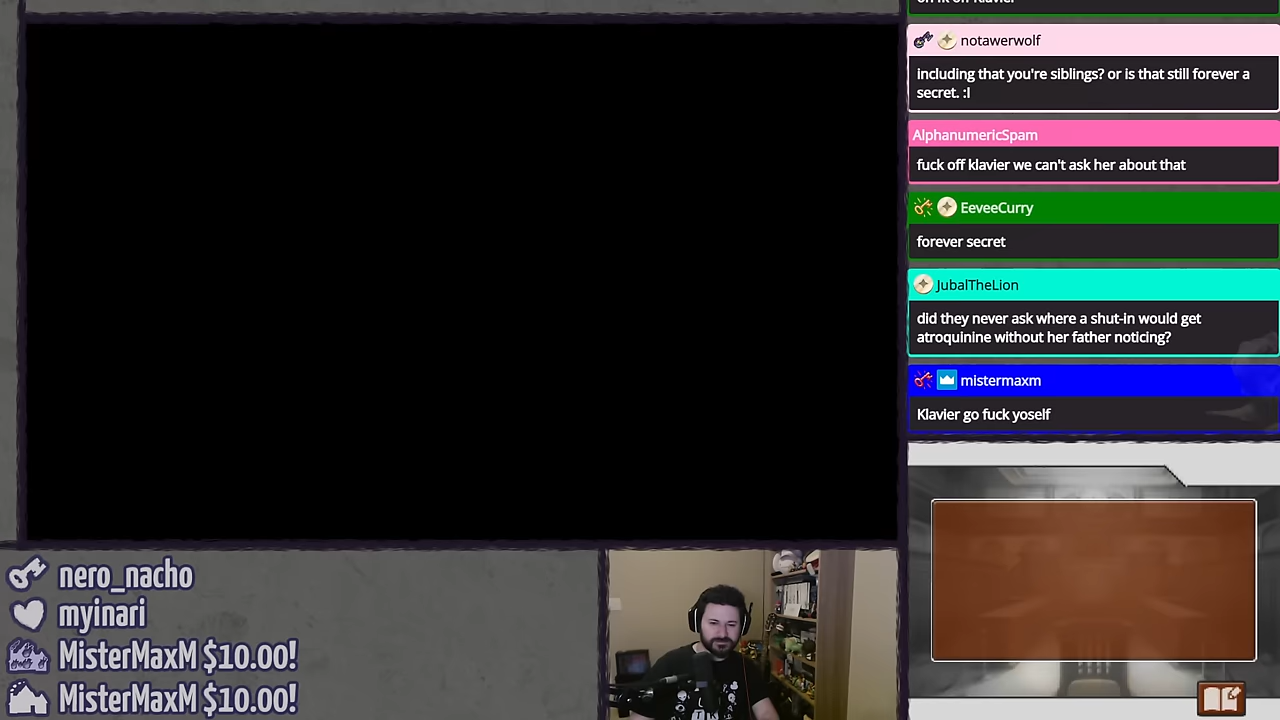 notawerwolf
including that you're siblings? or is that still forever a
secret. :l
AlphanumericSpam
fuck off klavier we can't ask her about that
EeveeCurry
forever secret
JubalTheLion
did they never ask where a shut-in would get
atroquinine without her father noticing?
mistermaxm
Klavier go fuck yoself
nero_nacho
myinari
MisterMaxM $10.00!
MisterMaxM $10.00!